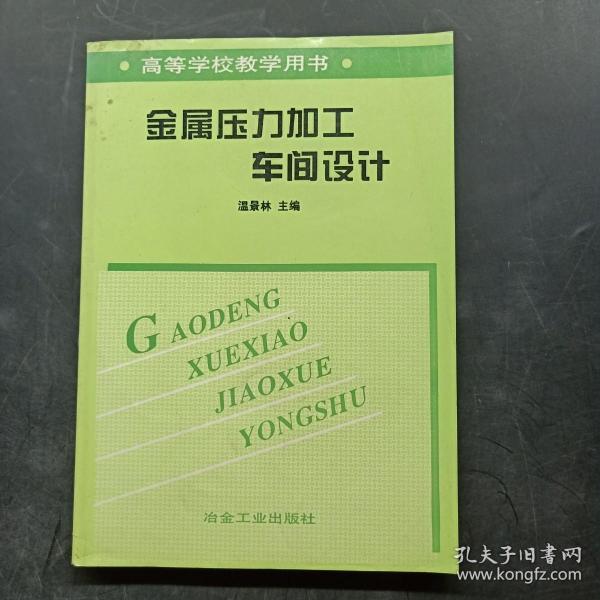 • 高等学校教学用书 •
金属压力加工
车间设计
温景林 主编
GAODENG
XUEXIAO
JIAOXUE
YONGSHU
冶金工业出版社
孔夫子旧书网
www.kongfz.com